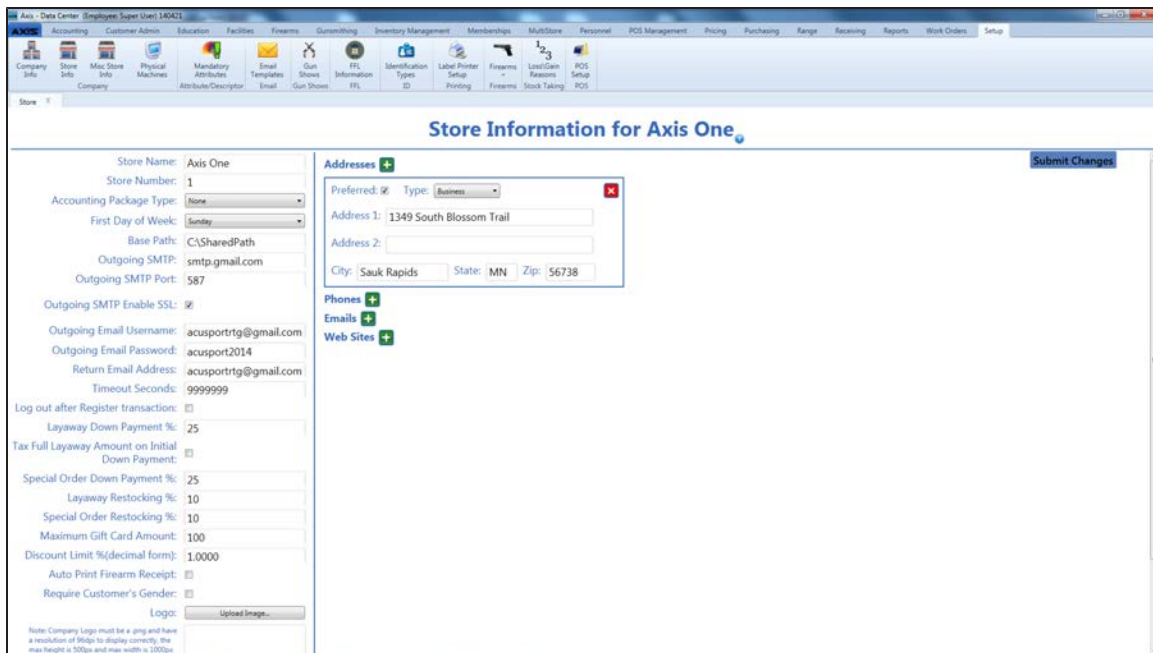 Axis - Data Center (Employee: Super User) 140421
AXIS Accounting Customer Admin Education Facilities Firearms Gunsmithing Inventory Management Memberships MultiStore Personnel POS Management Pricing Purchasing Range Receiving Reports Work Orders Setup
Company Info Store Info Misc Store Info Physical Machines Mandatory Attributes Email Templates Gun Shows FFL Information Identification Types Label Printer Setup Firearms Loss\Gain Reasons POS Setup
Company Attribute/Descriptor Email Gun Shows FFL ID Printing Firearms Stock Taking POS
Store X
Store Information for Axis One
Submit Changes
Store Name: Axis One
Store Number: 1
Accounting Package Type: None
First Day of Week: Sunday
Base Path: C:\SharedPath
Outgoing SMTP: smtp.gmail.com
Outgoing SMTP Port: 587
Outgoing SMTP Enable SSL:
Outgoing Email Username: acusportrtg@gmail.com
Outgoing Email Password: acusport2014
Return Email Address: acusportrtg@gmail.com
Timeout Seconds: 9999999
Log out after Register transaction:
Layaway Down Payment %: 25
Tax Full Layaway Amount on Initial
Down Payment:
Special Order Down Payment %: 25
Layaway Restocking %: 10
Special Order Restocking %: 10
Maximum Gift Card Amount: 100
Discount Limit %(decimal form): 1.0000
Auto Print Firearm Receipt:
Require Customer's Gender:
Logo: Upload Image...
Note: Company Logo must be a .png and have
a resolution of 96dpi to display correctly, the
max height is 500px and max width is 1000px
Addresses
Preferred: Type: Business
Address 1: 1349 South Blossom Trail
Address 2:
City: Sauk Rapids State: MN Zip: 56738
Phones
Emails
Web Sites